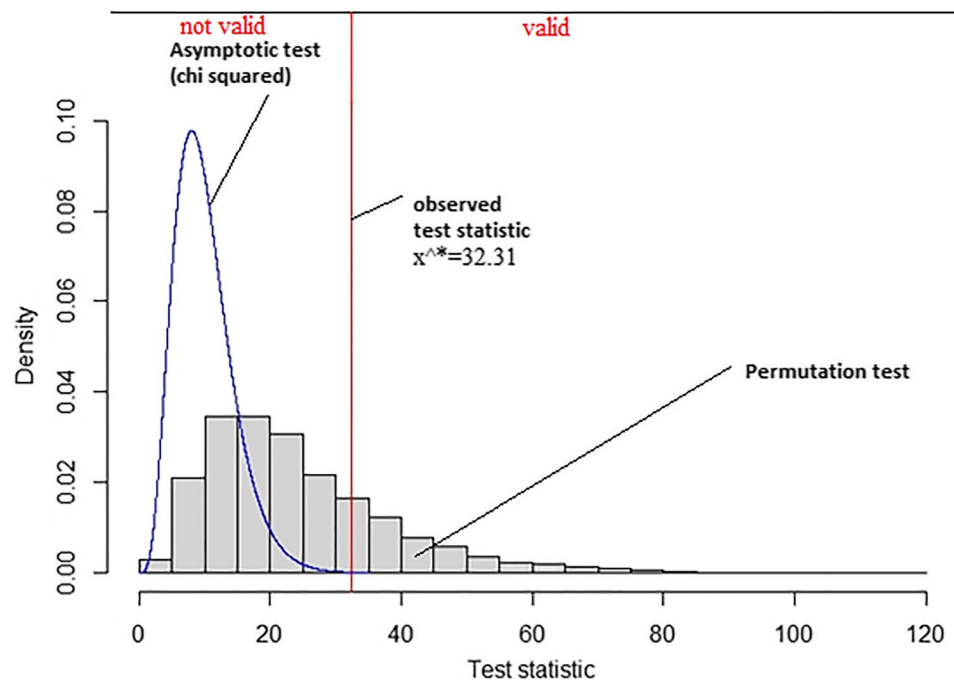 not valid
valid
Asymptotic test
(chi squared)
observed
test statistic
x^*=32.31
Permutation test
Density
0.00
0.02
0.04
0.06
0.08
0.10
0
20
40
60
80
100
120
Test statistic